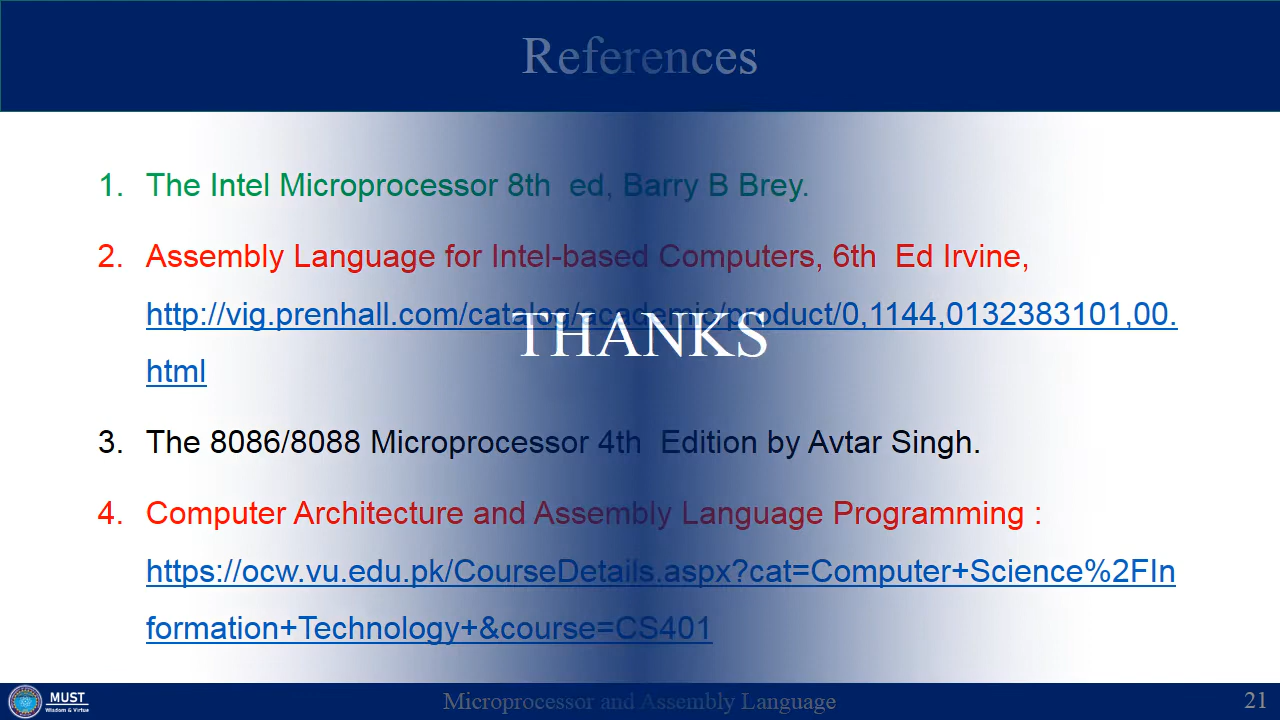 References
1. The Intel Microprocessor 8th ed, Barry B Brey.
2. Assembly Language for Intel-based Computers, 6th Ed Irvine,
http://vig.prenhall.com/catalog/academic/product/0,1144,0132383101,00.
html
THANKS
3. The 8086/8088 Microprocessor 4th Edition by Avtar Singh.
4. Computer Architecture and Assembly Language Programming :
https://ocw.vu.edu.pk/CourseDetails.aspx?cat=Computer+Science%2FIn
formation+Technology+&course=CS401
MUST
Wisdom & Virtue
Microprocessor and Assembly Language
21